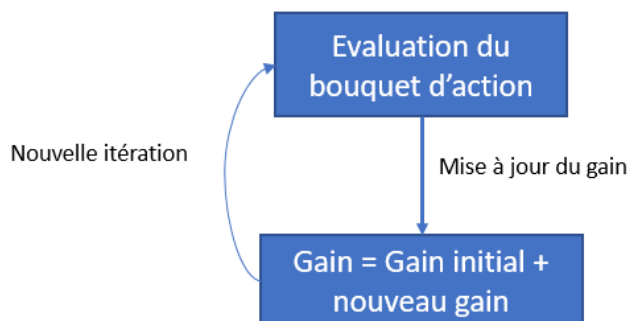 Evaluation du
bouquet d’action
Nouvelle itération
Mise à jour du gain
Gain = Gain initial +
nouveau gain